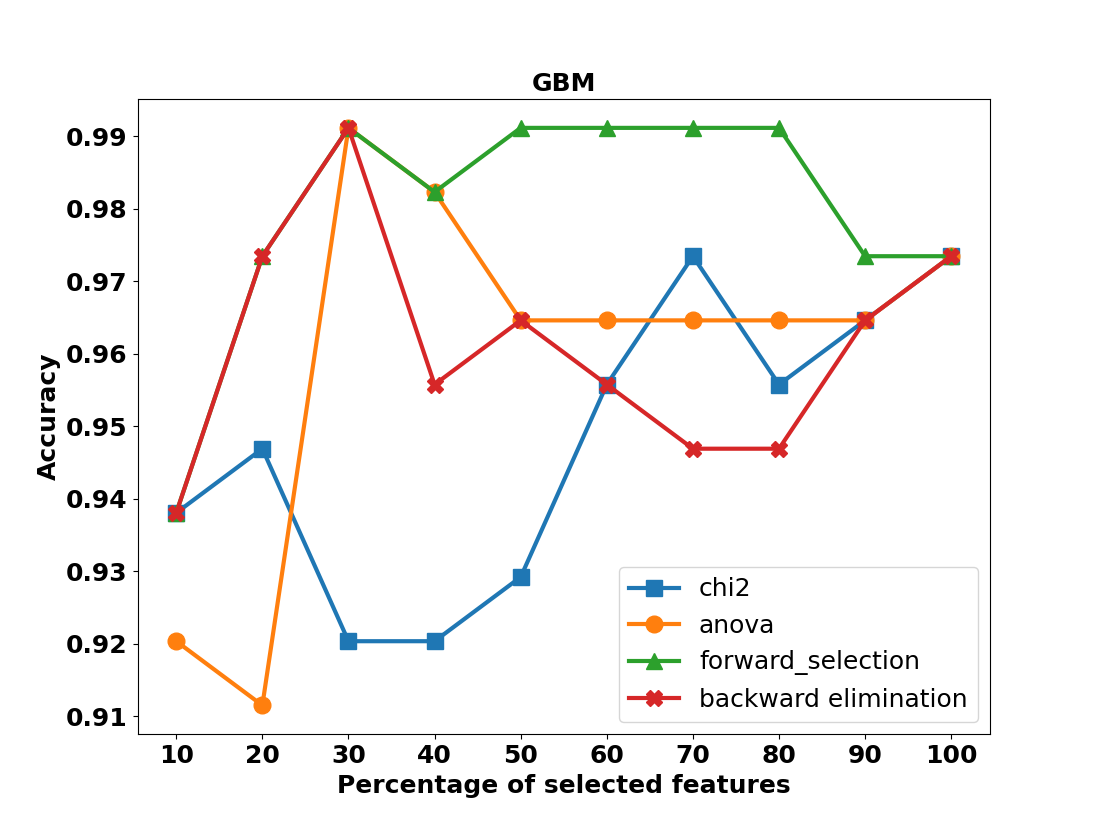 GBM
0.99
0.98
0.97
0.96
0.95
0.94
0.93
0.92
0.91
Accuracy
10 20 30 40 50 60 70 80 90 100
Percentage of selected features
chi2
anova
forward_selection
backward elimination